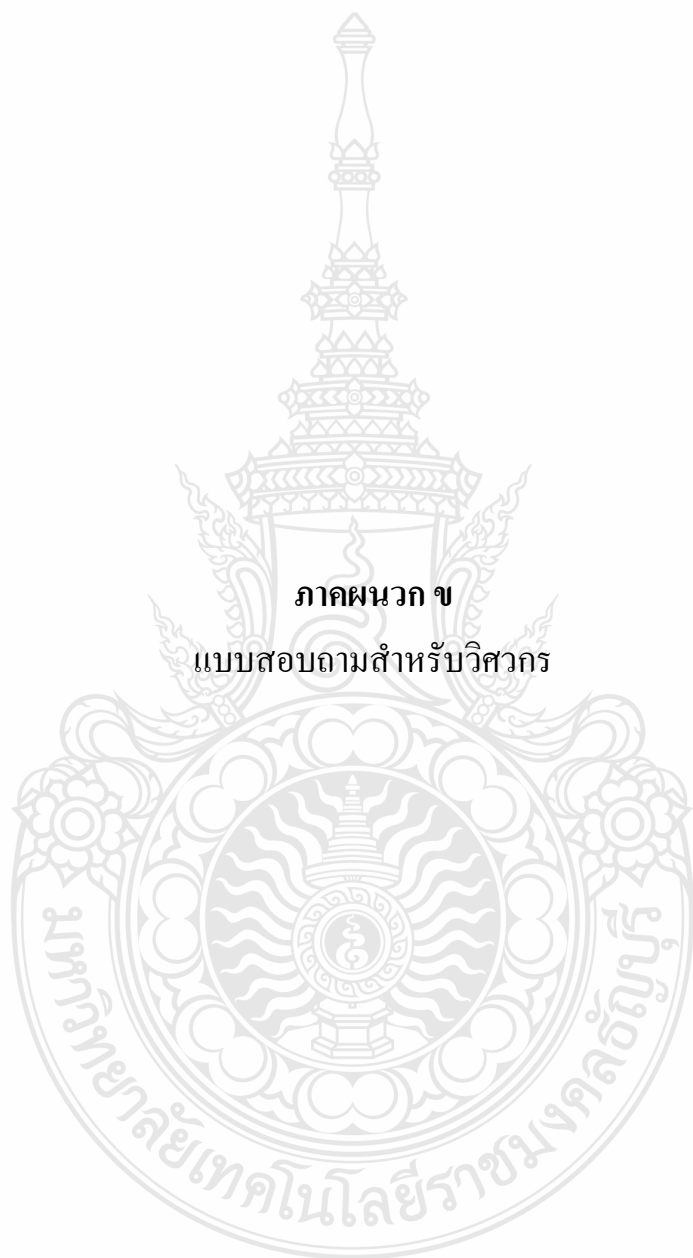 ภาคผนวก ข
แบบสอบถามสำหรับวิศวกร
มหาวิทยาลัยเทคโนโลยีราชมงคลธัญบุรี